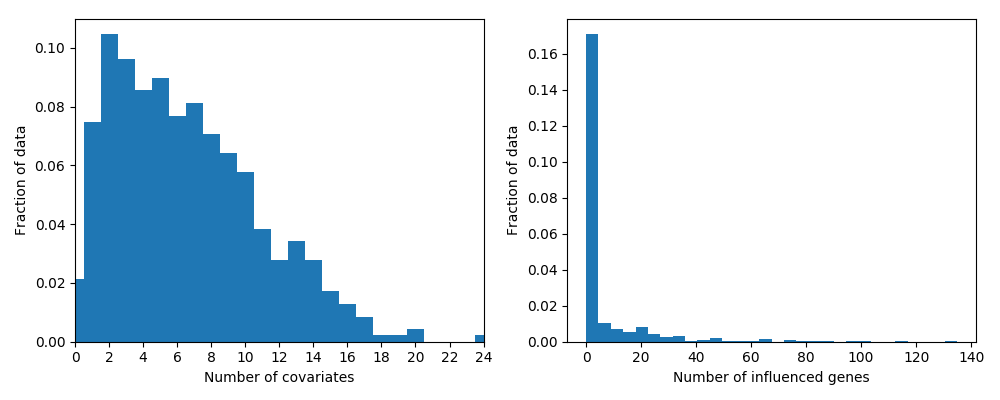 0.10
0.08
0.06
0.04
0.02
0.00
Fraction of data
0 2 4 6 8 10 12 14 16 18 20 22 24
Number of covariates
0.16
0.14
0.12
0.10
0.08
0.06
0.04
0.02
0.00
Fraction of data
0 20 40 60 80 100 120 140
Number of influenced genes